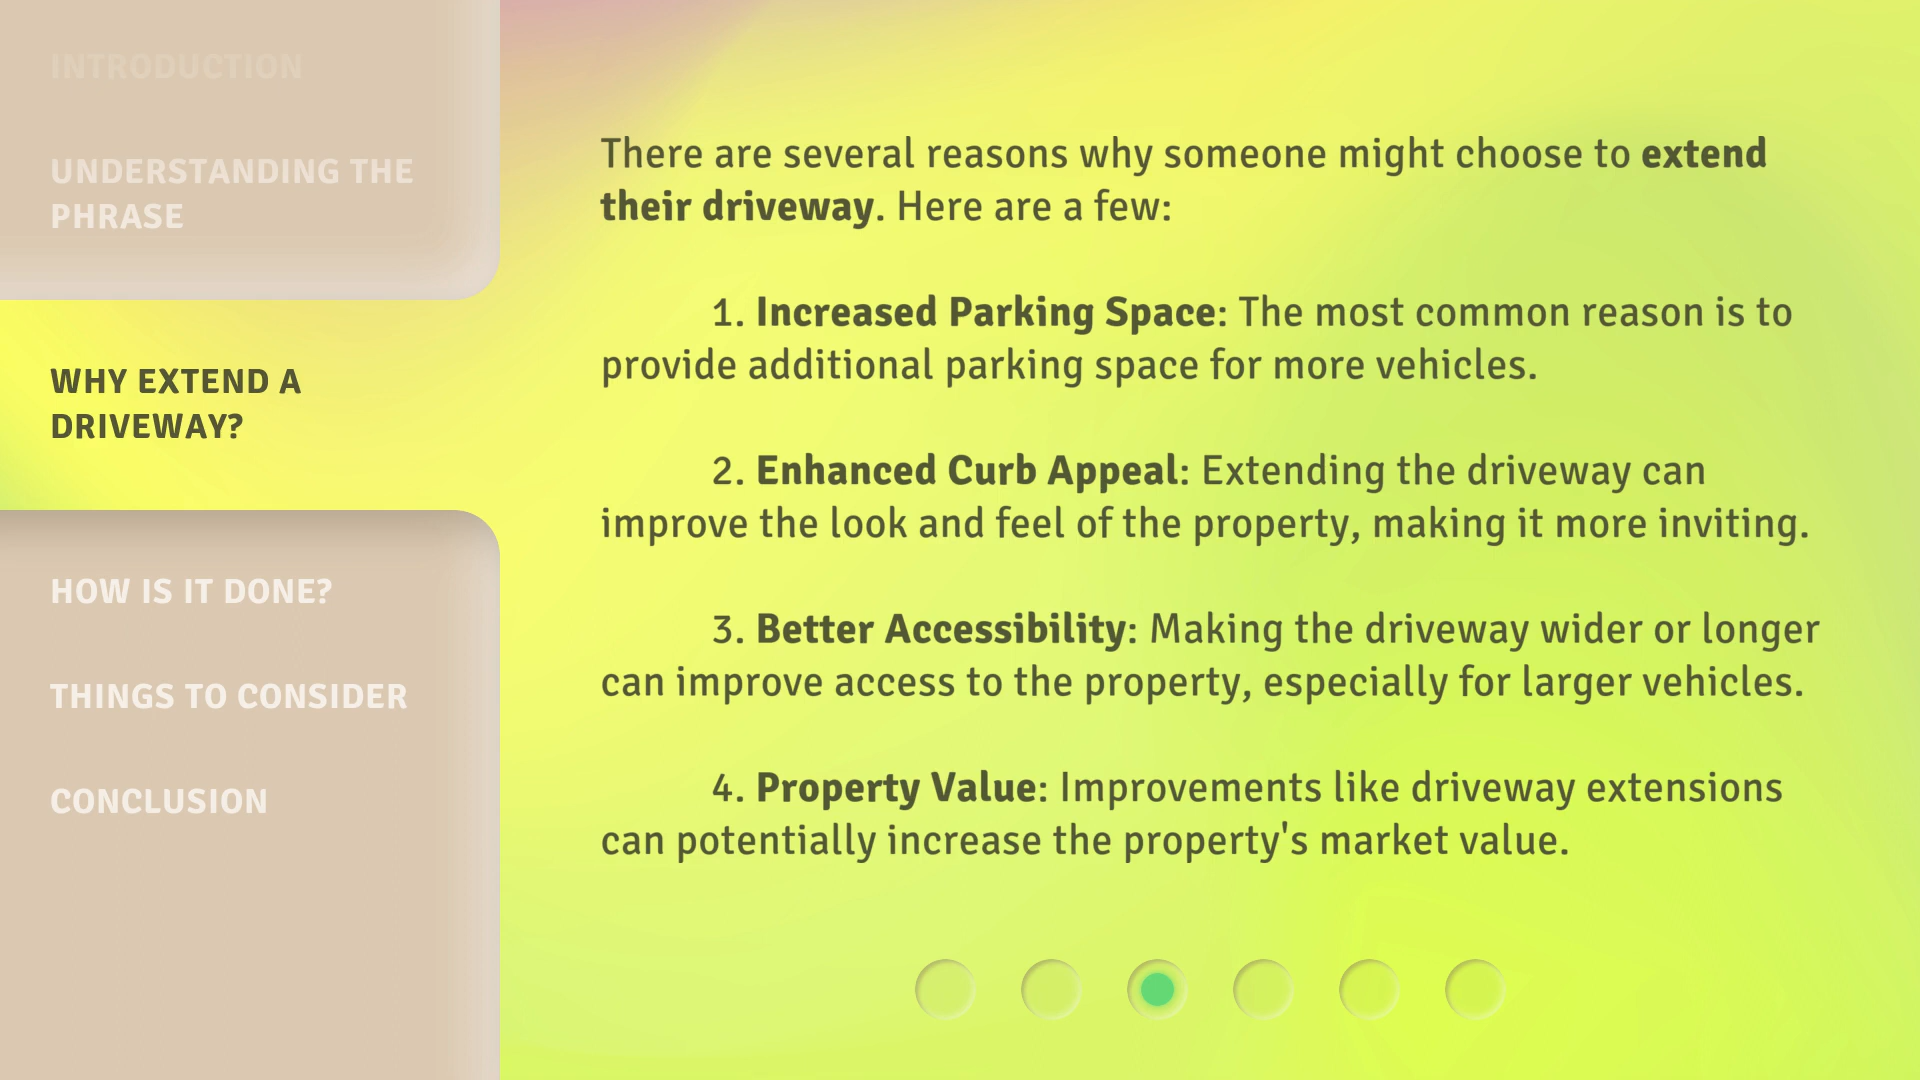 INTRODUCTION
UNDERSTANDING THE
PHRASE
WHY EXTEND A
DRIVEWAY?
HOW IS IT DONE?
THINGS TO CONSIDER
CONCLUSION
There are several reasons why someone might choose to extend
their driveway. Here are a few:
1. Increased Parking Space: The most common reason is to
provide additional parking space for more vehicles.
2. Enhanced Curb Appeal: Extending the driveway can
improve the look and feel of the property, making it more inviting.
3. Better Accessibility: Making the driveway wider or longer
can improve access to the property, especially for larger vehicles.
4. Property Value: Improvements like driveway extensions
can potentially increase the property's market value.